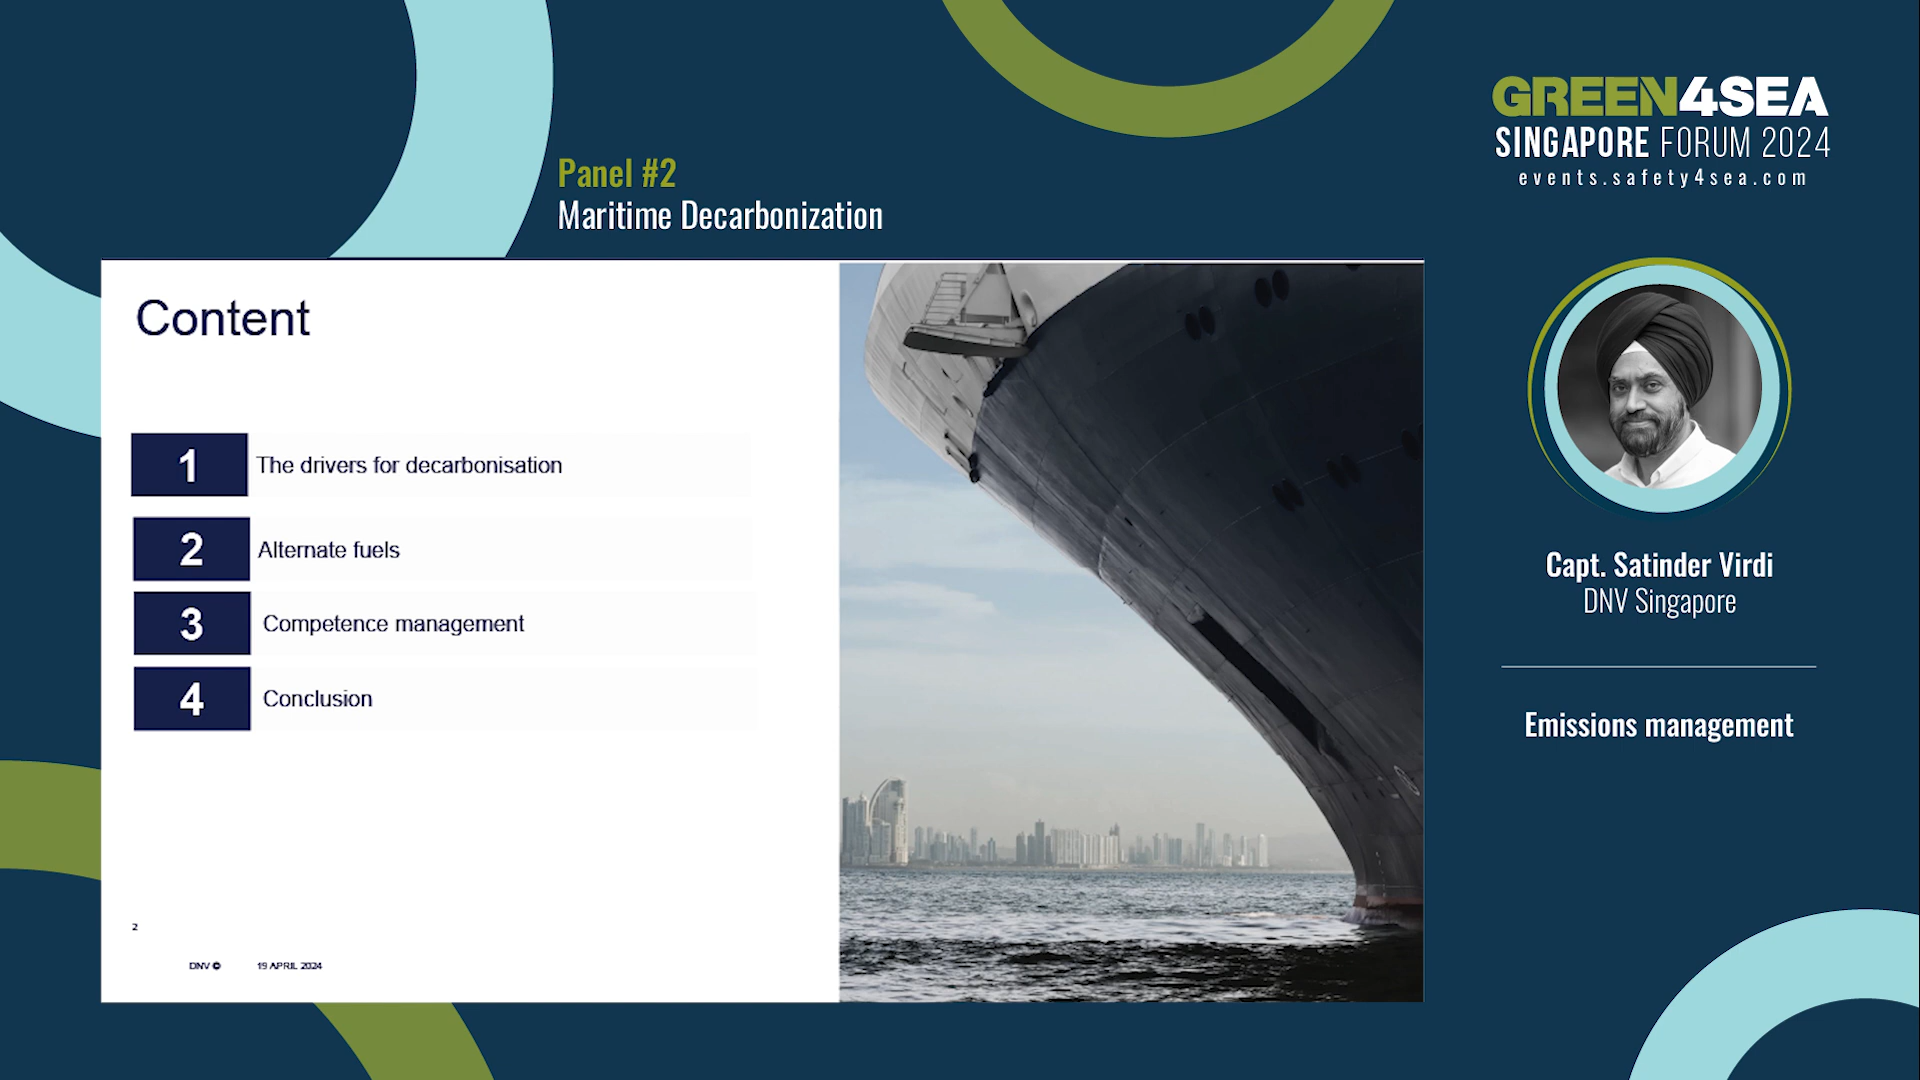 GREEN4SEA
SINGAPORE FORUM 2024
events.safety4sea.com
Panel #2
Maritime Decarbonization
Content
1 The drivers for decarbonisation
2 Alternate fuels
3 Competence management
4 Conclusion
2
DNV © 19 APRIL 2024
Capt. Satinder Virdi
DNV Singapore
Emissions management